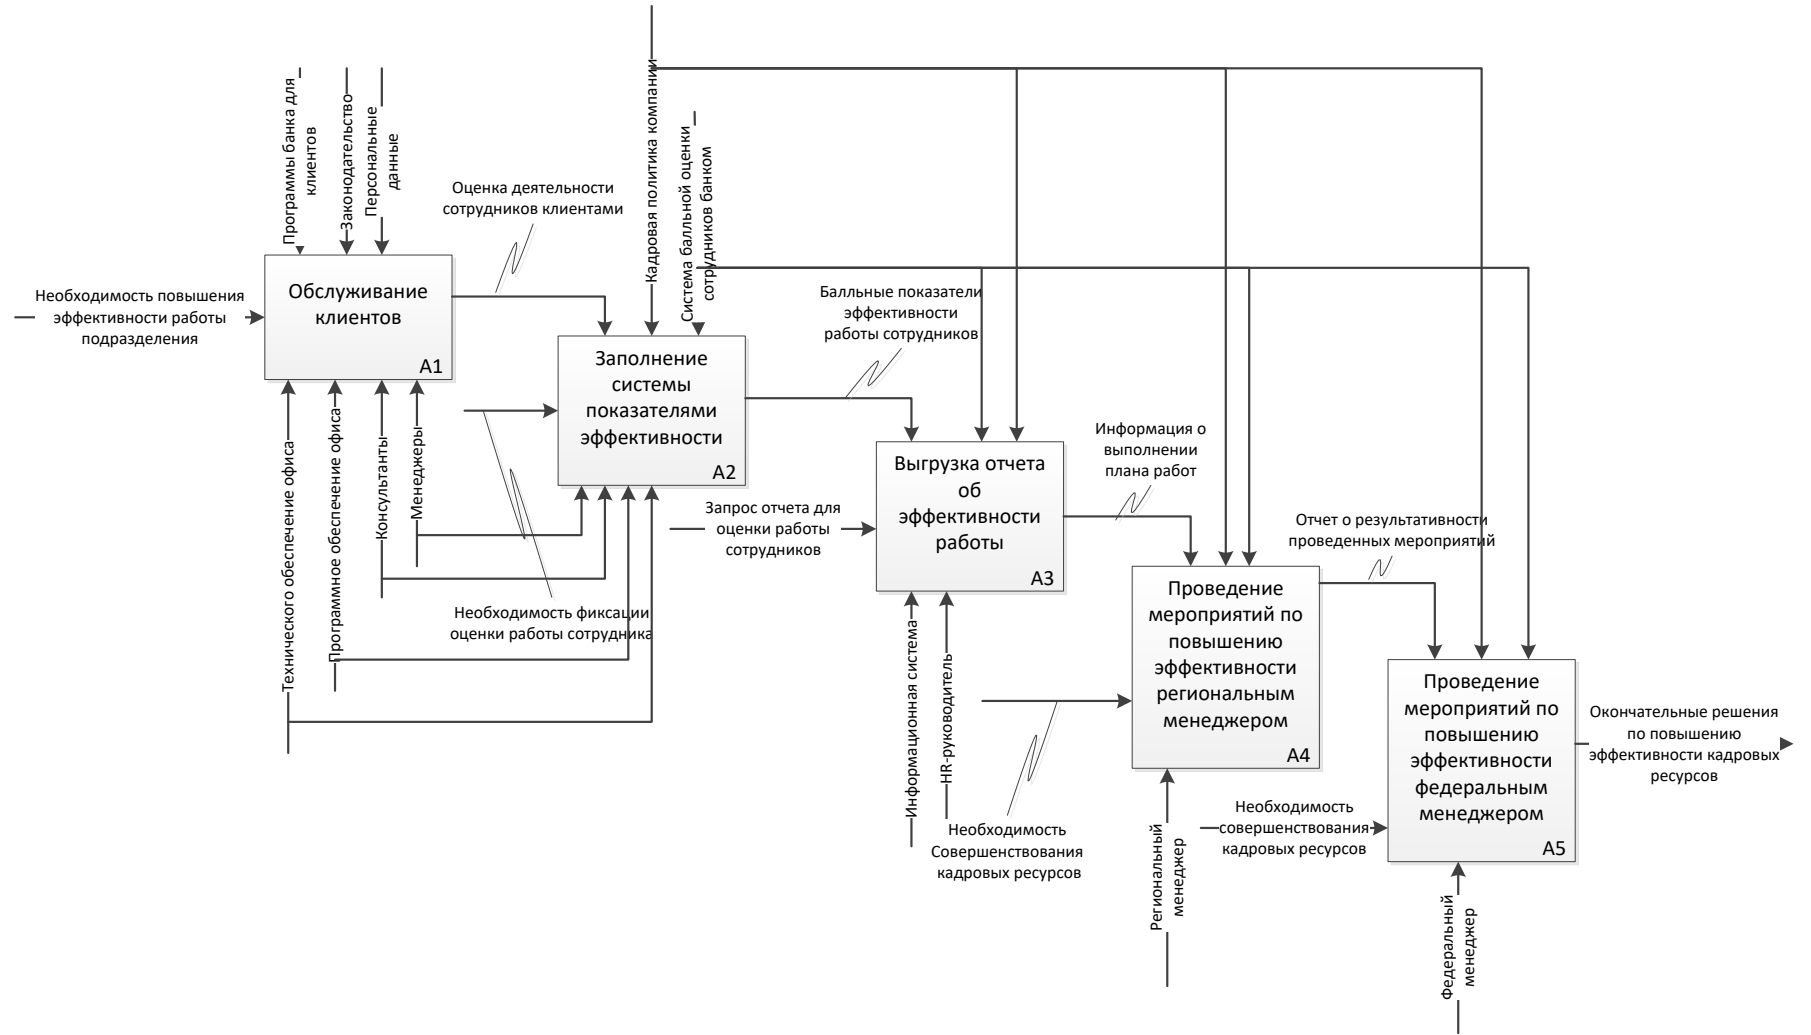 Программы банка для
клиентов
Законодательство
Персональные
данные
Кадровая политика компании
Система балльной оценки
сотрудников банком
Оценка деятельности
сотрудников клиентами
Необходимость повышения
эффективности работы
подразделения
Обслуживание
клиентов
A1
Балльные показатели
эффективности
работы сотрудников
Заполнение
системы
показателями
эффективности
A2
Технического обеспечение офиса
Программное обеспечение офиса
Консультанты
Менеджеры
Необходимость фиксации
оценки работы сотрудника
Запрос отчета для
оценки работы
сотрудников
Выгрузка отчета
об
эффективности
работы
A3
Информация о
выполнении
плана работ
Информационная система
HR-руководитель
Отчет о результативности
проведенных мероприятий
Проведение
мероприятий по
повышению
эффективности
региональным
менеджером
A4
Необходимость
Совершенствования
кадровых ресурсов
Региональный
менеджер
Проведение
мероприятий по
повышению
эффективности
федеральным
менеджером
A5
Необходимость
совершенствования
кадровых ресурсов
Федеральный
менеджер
Окончательные решения
по повышению
эффективности кадровых
ресурсов